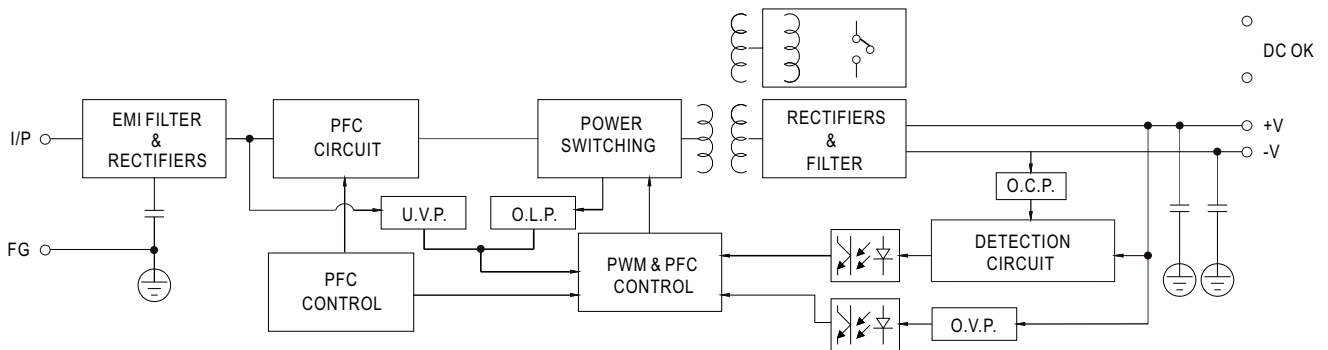 DC OK
I/P
EMI FILTER
&
RECTIFIERS
PFC
CIRCUIT
POWER
SWITCHING
RECTIFIERS
&
FILTER
+V
-V
U.V.P.
O.L.P.
O.C.P.
FG
PFC
CONTROL
PWM & PFC
CONTROL
DETECTION
CIRCUIT
O.V.P.